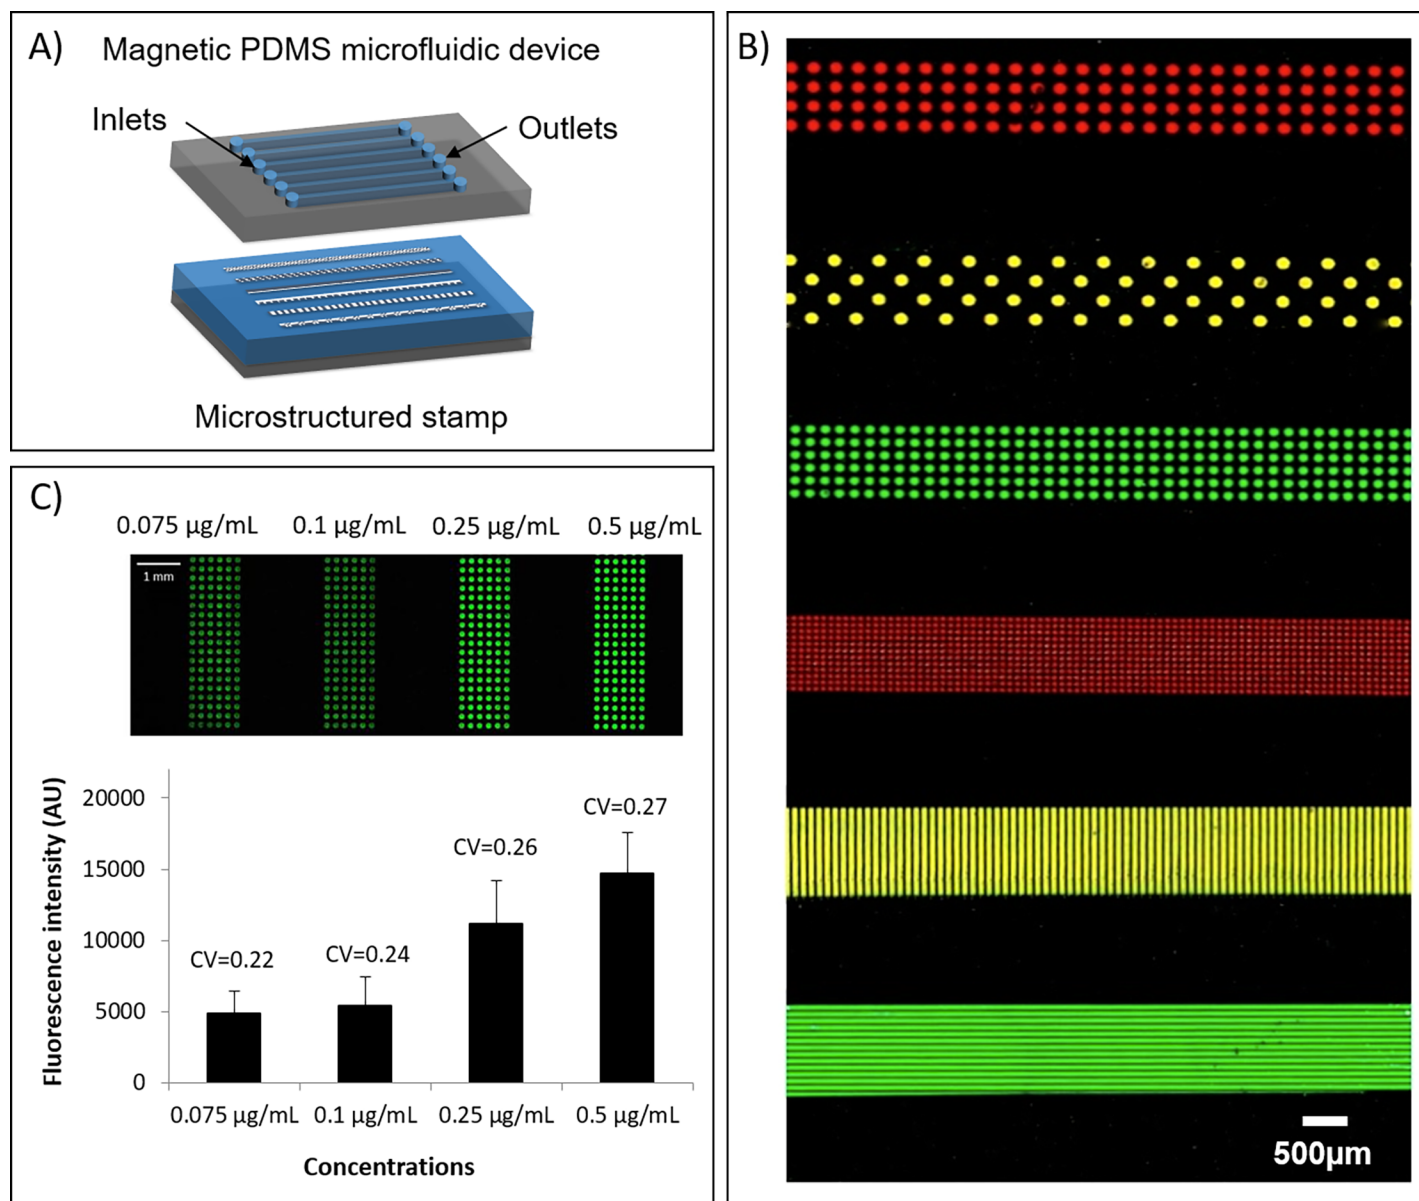 A)
Magnetic PDMS microfluidic device
Inlets
Outlets
Microstructured stamp
B)
500µm
C)
0.075 µg/mL 0.1 µg/mL 0.25 µg/mL 0.5 µg/mL
1 mm
Fluorescence intensity (AU)
20000
15000
10000
5000
0
CV=0.22
CV=0.24
CV=0.26
CV=0.27
0.075 µg/mL 0.1 µg/mL 0.25 µg/mL 0.5 µg/mL
Concentrations